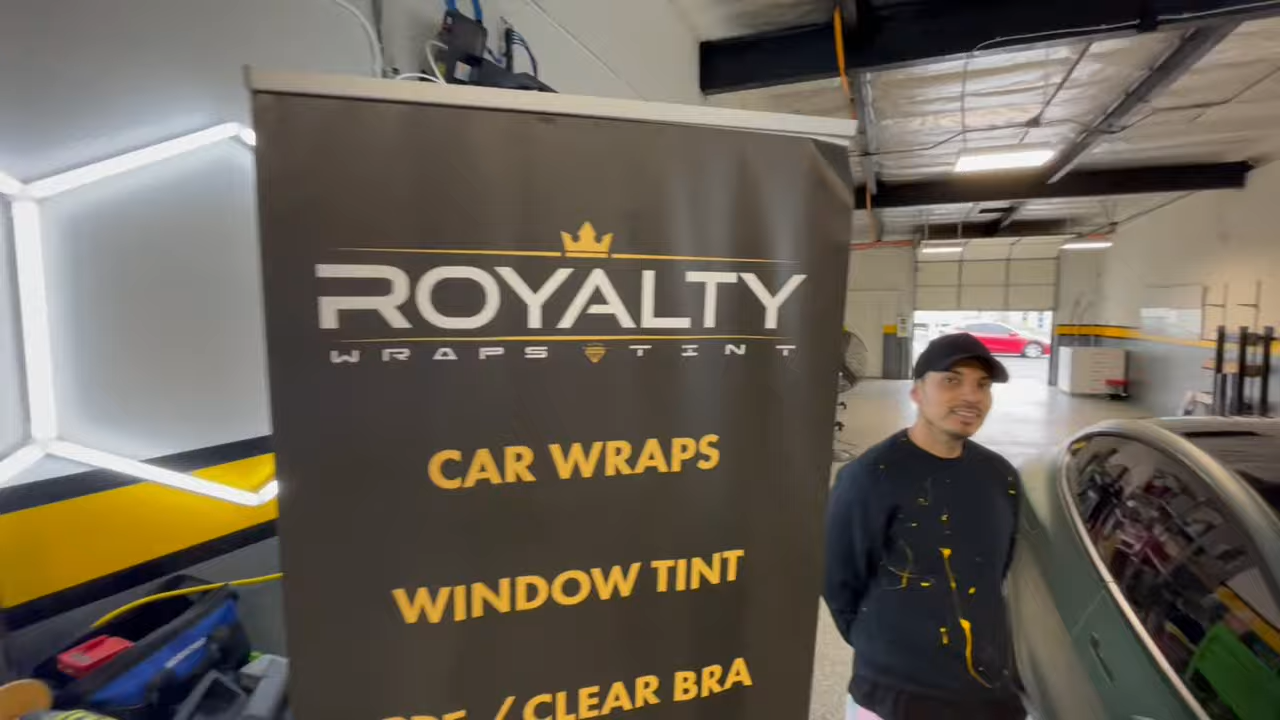 ROYALTY
WRAPS TINT
CAR WRAPS
WINDOW TINT
/ CLEAR BRA